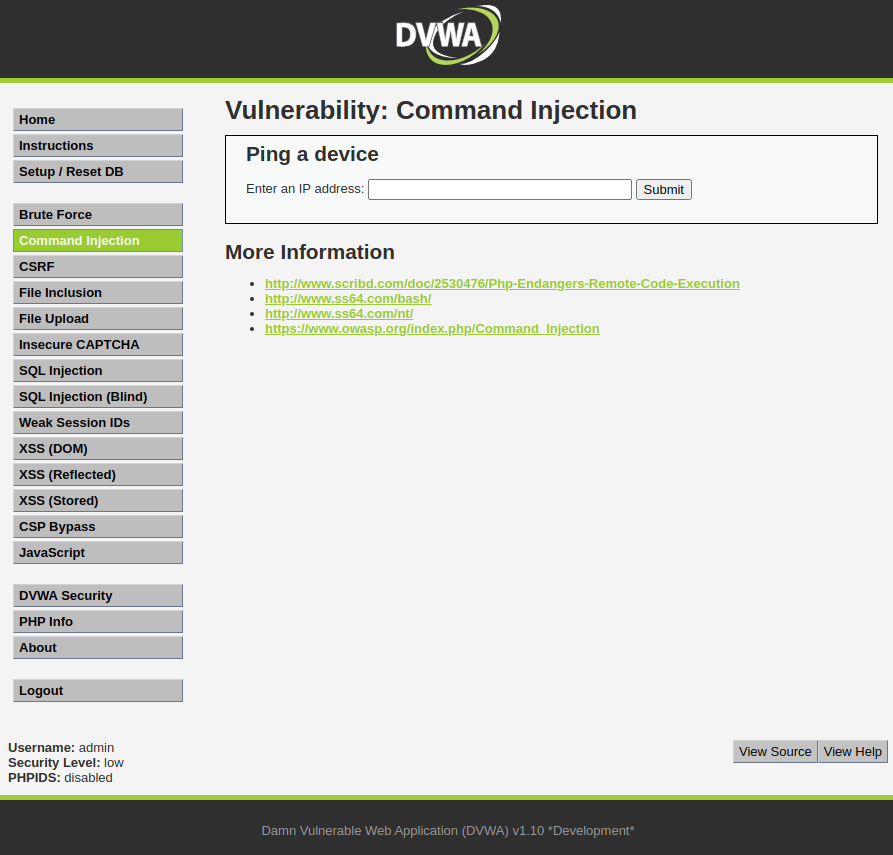 DVWA
Home
Instructions
Setup / Reset DB
Brute Force
Command Injection
CSRF
File Inclusion
File Upload
Insecure CAPTCHA
SQL Injection
SQL Injection (Blind)
Weak Session IDs
XSS (DOM)
XSS (Reflected)
XSS (Stored)
CSP Bypass
JavaScript
DVWA Security
PHP Info
About
Logout
Vulnerability: Command Injection
Ping a device
Enter an IP address: Submit
More Information
http://www.scribd.com/doc/2530476/Php-Endangers-Remote-Code-Execution
http://www.ss64.com/bash/
http://www.ss64.com/nt/
https://www.owasp.org/index.php/Command_Injection
Username: admin
Security Level: low
PHPIDS: disabled
View Source View Help
Damn Vulnerable Web Application (DVWA) v1.10 *Development*